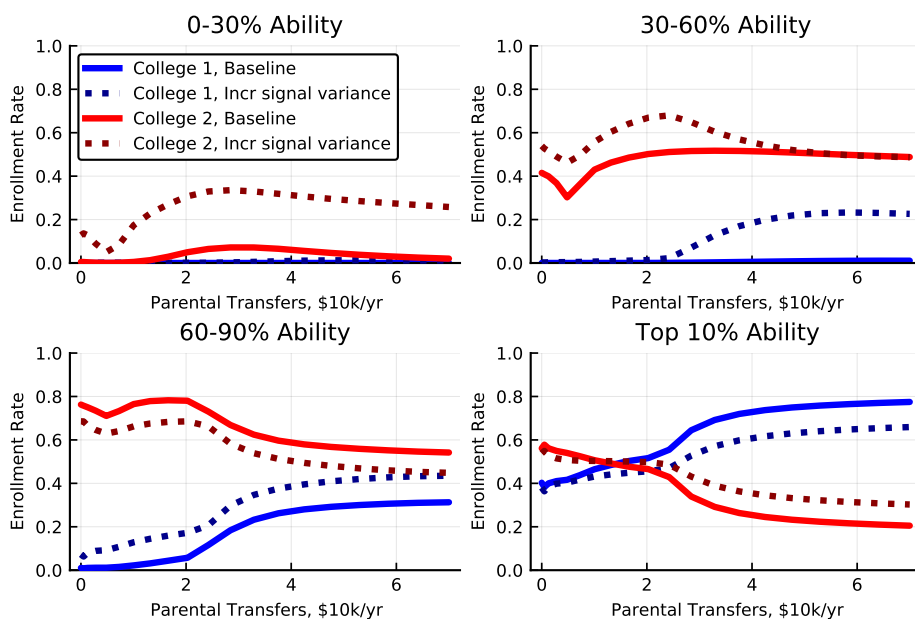 0-30% Ability
1.0
0.8
0.6
0.4
0.2
0.0
Enrollment Rate
College 1, Baseline
College 1, Incr signal variance
College 2, Baseline
College 2, Incr signal variance
0
2
4
6
Parental Transfers, $10k/yr
30-60% Ability
1.0
0.8
0.6
0.4
0.2
0.0
Enrollment Rate
0
2
4
6
Parental Transfers, $10k/yr
60-90% Ability
1.0
0.8
0.6
0.4
0.2
0.0
Enrollment Rate
0
2
4
6
Parental Transfers, $10k/yr
Top 10% Ability
1.0
0.8
0.6
0.4
0.2
0.0
Enrollment Rate
0
2
4
6
Parental Transfers, $10k/yr